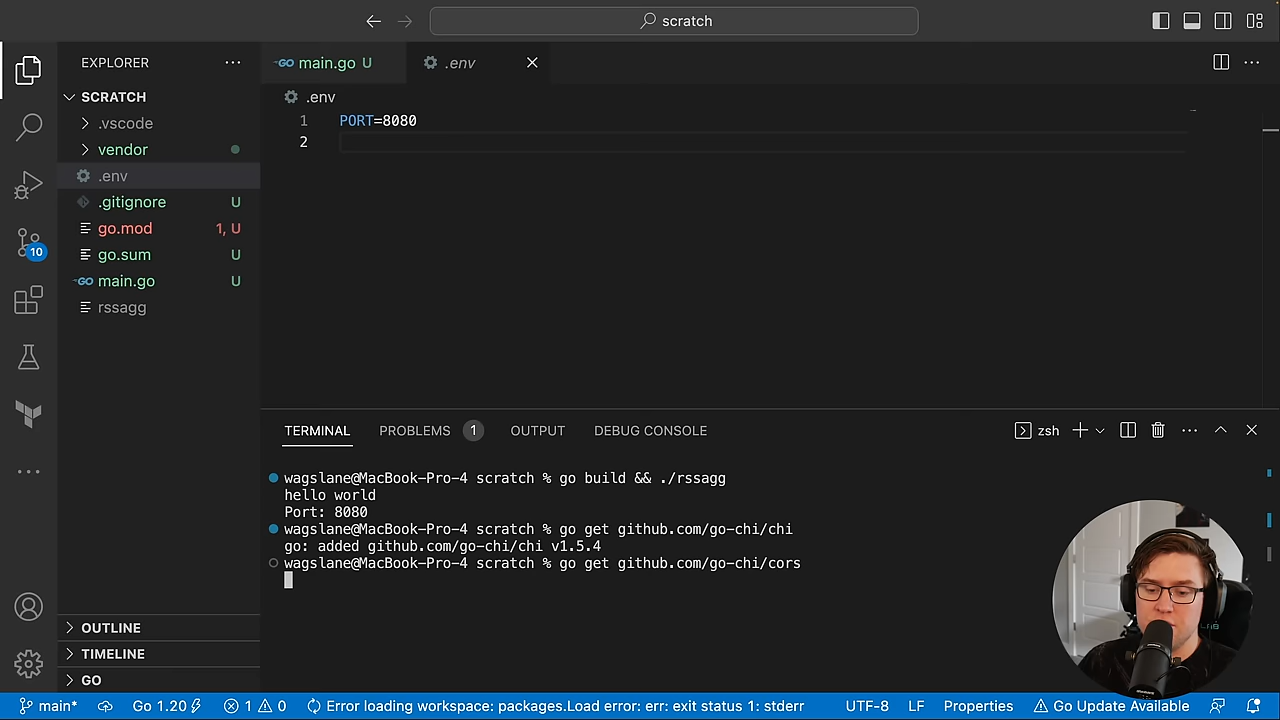 scratch
EXPLORER
SCRATCH
.vscode
vendor
.env
.gitignore U
go.mod 1, U
go.sum U
GO main.go U
rssagg
OUTLINE
TIMELINE
GO
10
GO main.go U
.env
.env
1 PORT=8080
2
TERMINAL
PROBLEMS 1
OUTPUT
DEBUG CONSOLE
zsh
wagslane@MacBook-Pro-4 scratch % go build && ./rssagg
hello world
Port: 8080
wagslane@MacBook-Pro-4 scratch % go get github.com/go-chi/chi
go: added github.com/go-chi/chi v1.5.4
wagslane@MacBook-Pro-4 scratch % go get github.com/go-chi/cors
main* Go 1.20 1 0 Error loading workspace: packages.Load error: err: exit status 1: stderr UTF-8 LF Properties Go Update Available